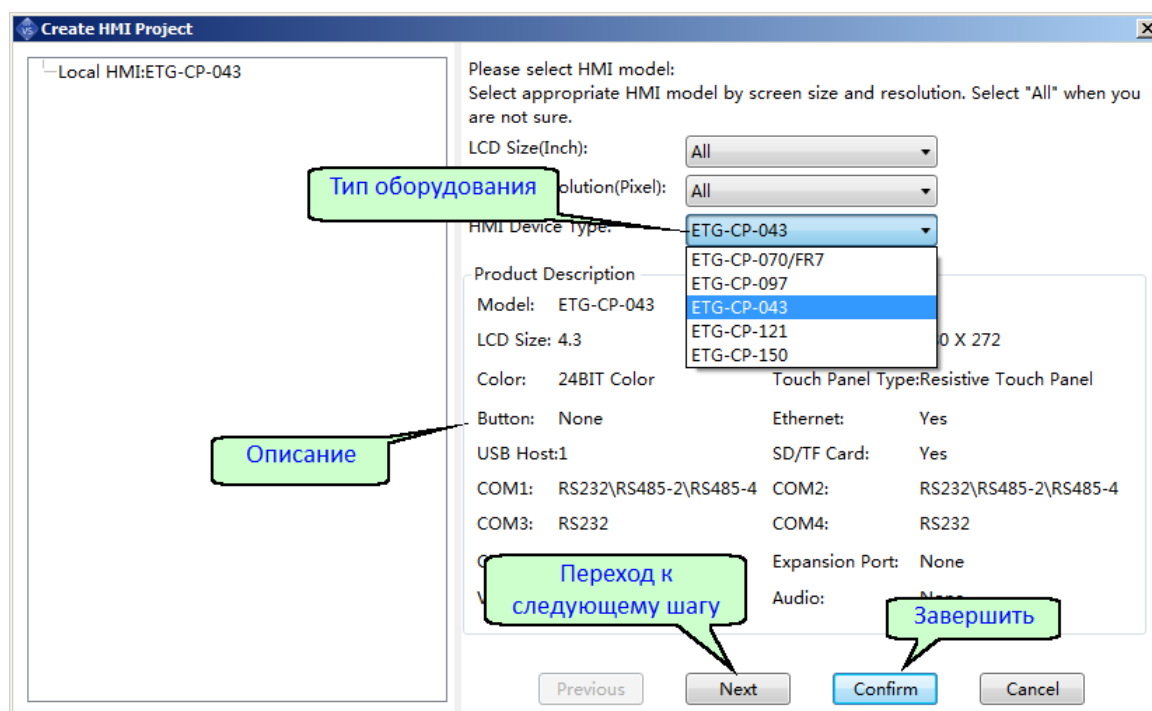 Create HMI Project
Local HMI:ETG-CP-043
Please select HMI model:
Select appropriate HMI model by screen size and resolution. Select "All" when you
are not sure.
LCD Size(Inch):
All
Тип оборудования
olution(Pixel):
All
HMI Device Type:
ETG-CP-043
ETG-CP-070/FR7
ETG-CP-097
ETG-CP-043
ETG-CP-121
ETG-CP-150
Product Description
Model: ETG-CP-043
LCD Size: 4.3
0 X 272
Color: 24BIT Color
Touch Panel Type:Resistive Touch Panel
Button: None
Ethernet: Yes
Описание
USB Host:1
SD/TF Card: Yes
COM1: RS232\RS485-2\RS485-4
COM2: RS232\RS485-2\RS485-4
COM3: RS232
COM4: RS232
Expansion Port: None
Переход к
следующему шагу
Audio: None
Завершить
Previous
Next
Confirm
Cancel